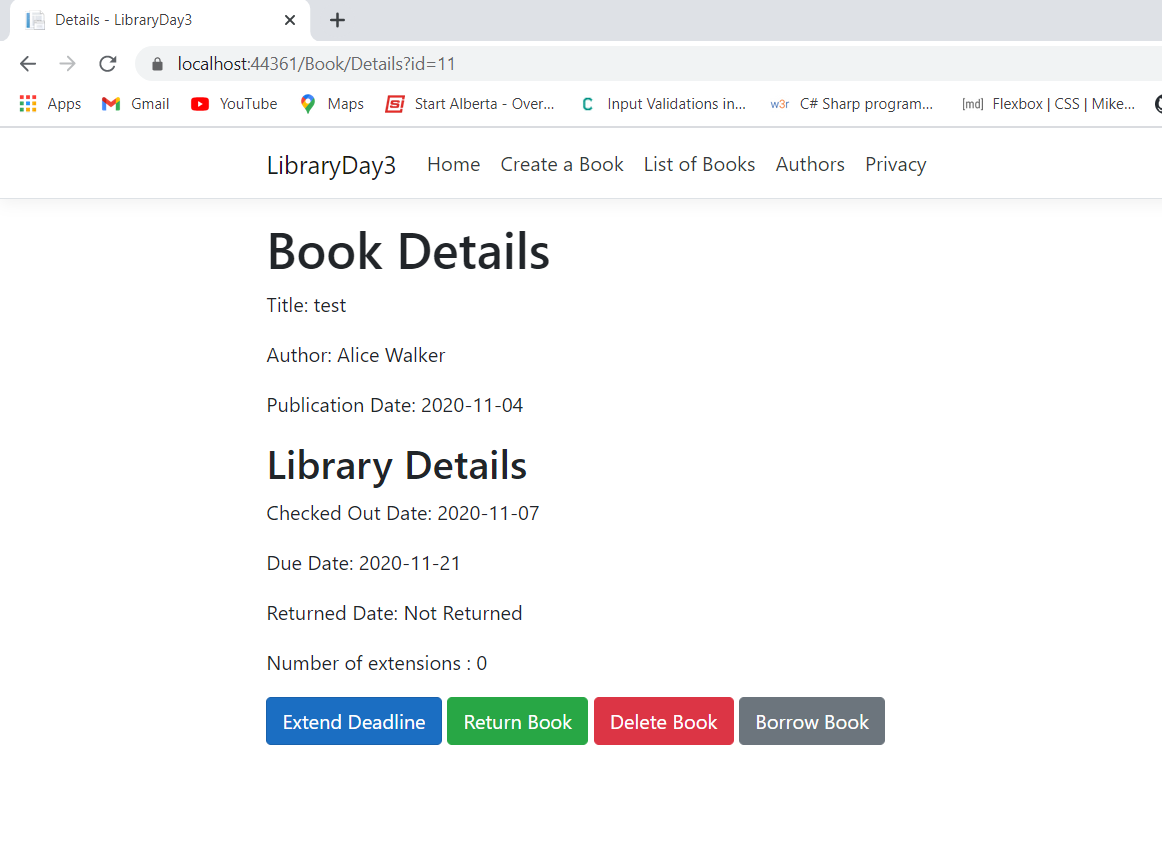 Details - LibraryDay3
localhost:44361/Book/Details?id=11
Apps Gmail YouTube Maps Si Start Alberta - Over... C Input Validations in... w3r C# Sharp program... [md] Flexbox | CSS | Mike...
LibraryDay3 Home Create a Book List of Books Authors Privacy
Book Details
Title: test
Author: Alice Walker
Publication Date: 2020-11-04
Library Details
Checked Out Date: 2020-11-07
Due Date: 2020-11-21
Returned Date: Not Returned
Number of extensions : 0
Extend Deadline Return Book Delete Book Borrow Book